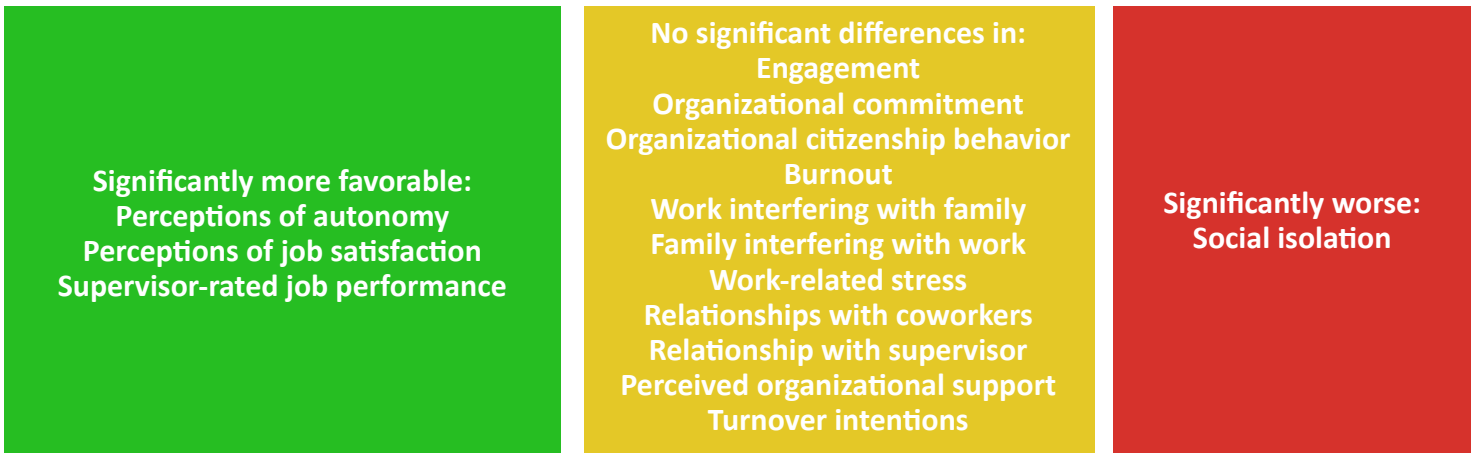 Significantly more favorable:
Perceptions of autonomy
Perceptions of job satisfaction
Supervisor-rated job performance
No significant differences in:
Engagement
Organizational commitment
Organizational citizenship behavior
Burnout
Work interfering with family
Family interfering with work
Work-related stress
Relationships with coworkers
Relationship with supervisor
Perceived organizational support
Turnover intentions
Significantly worse:
Social isolation